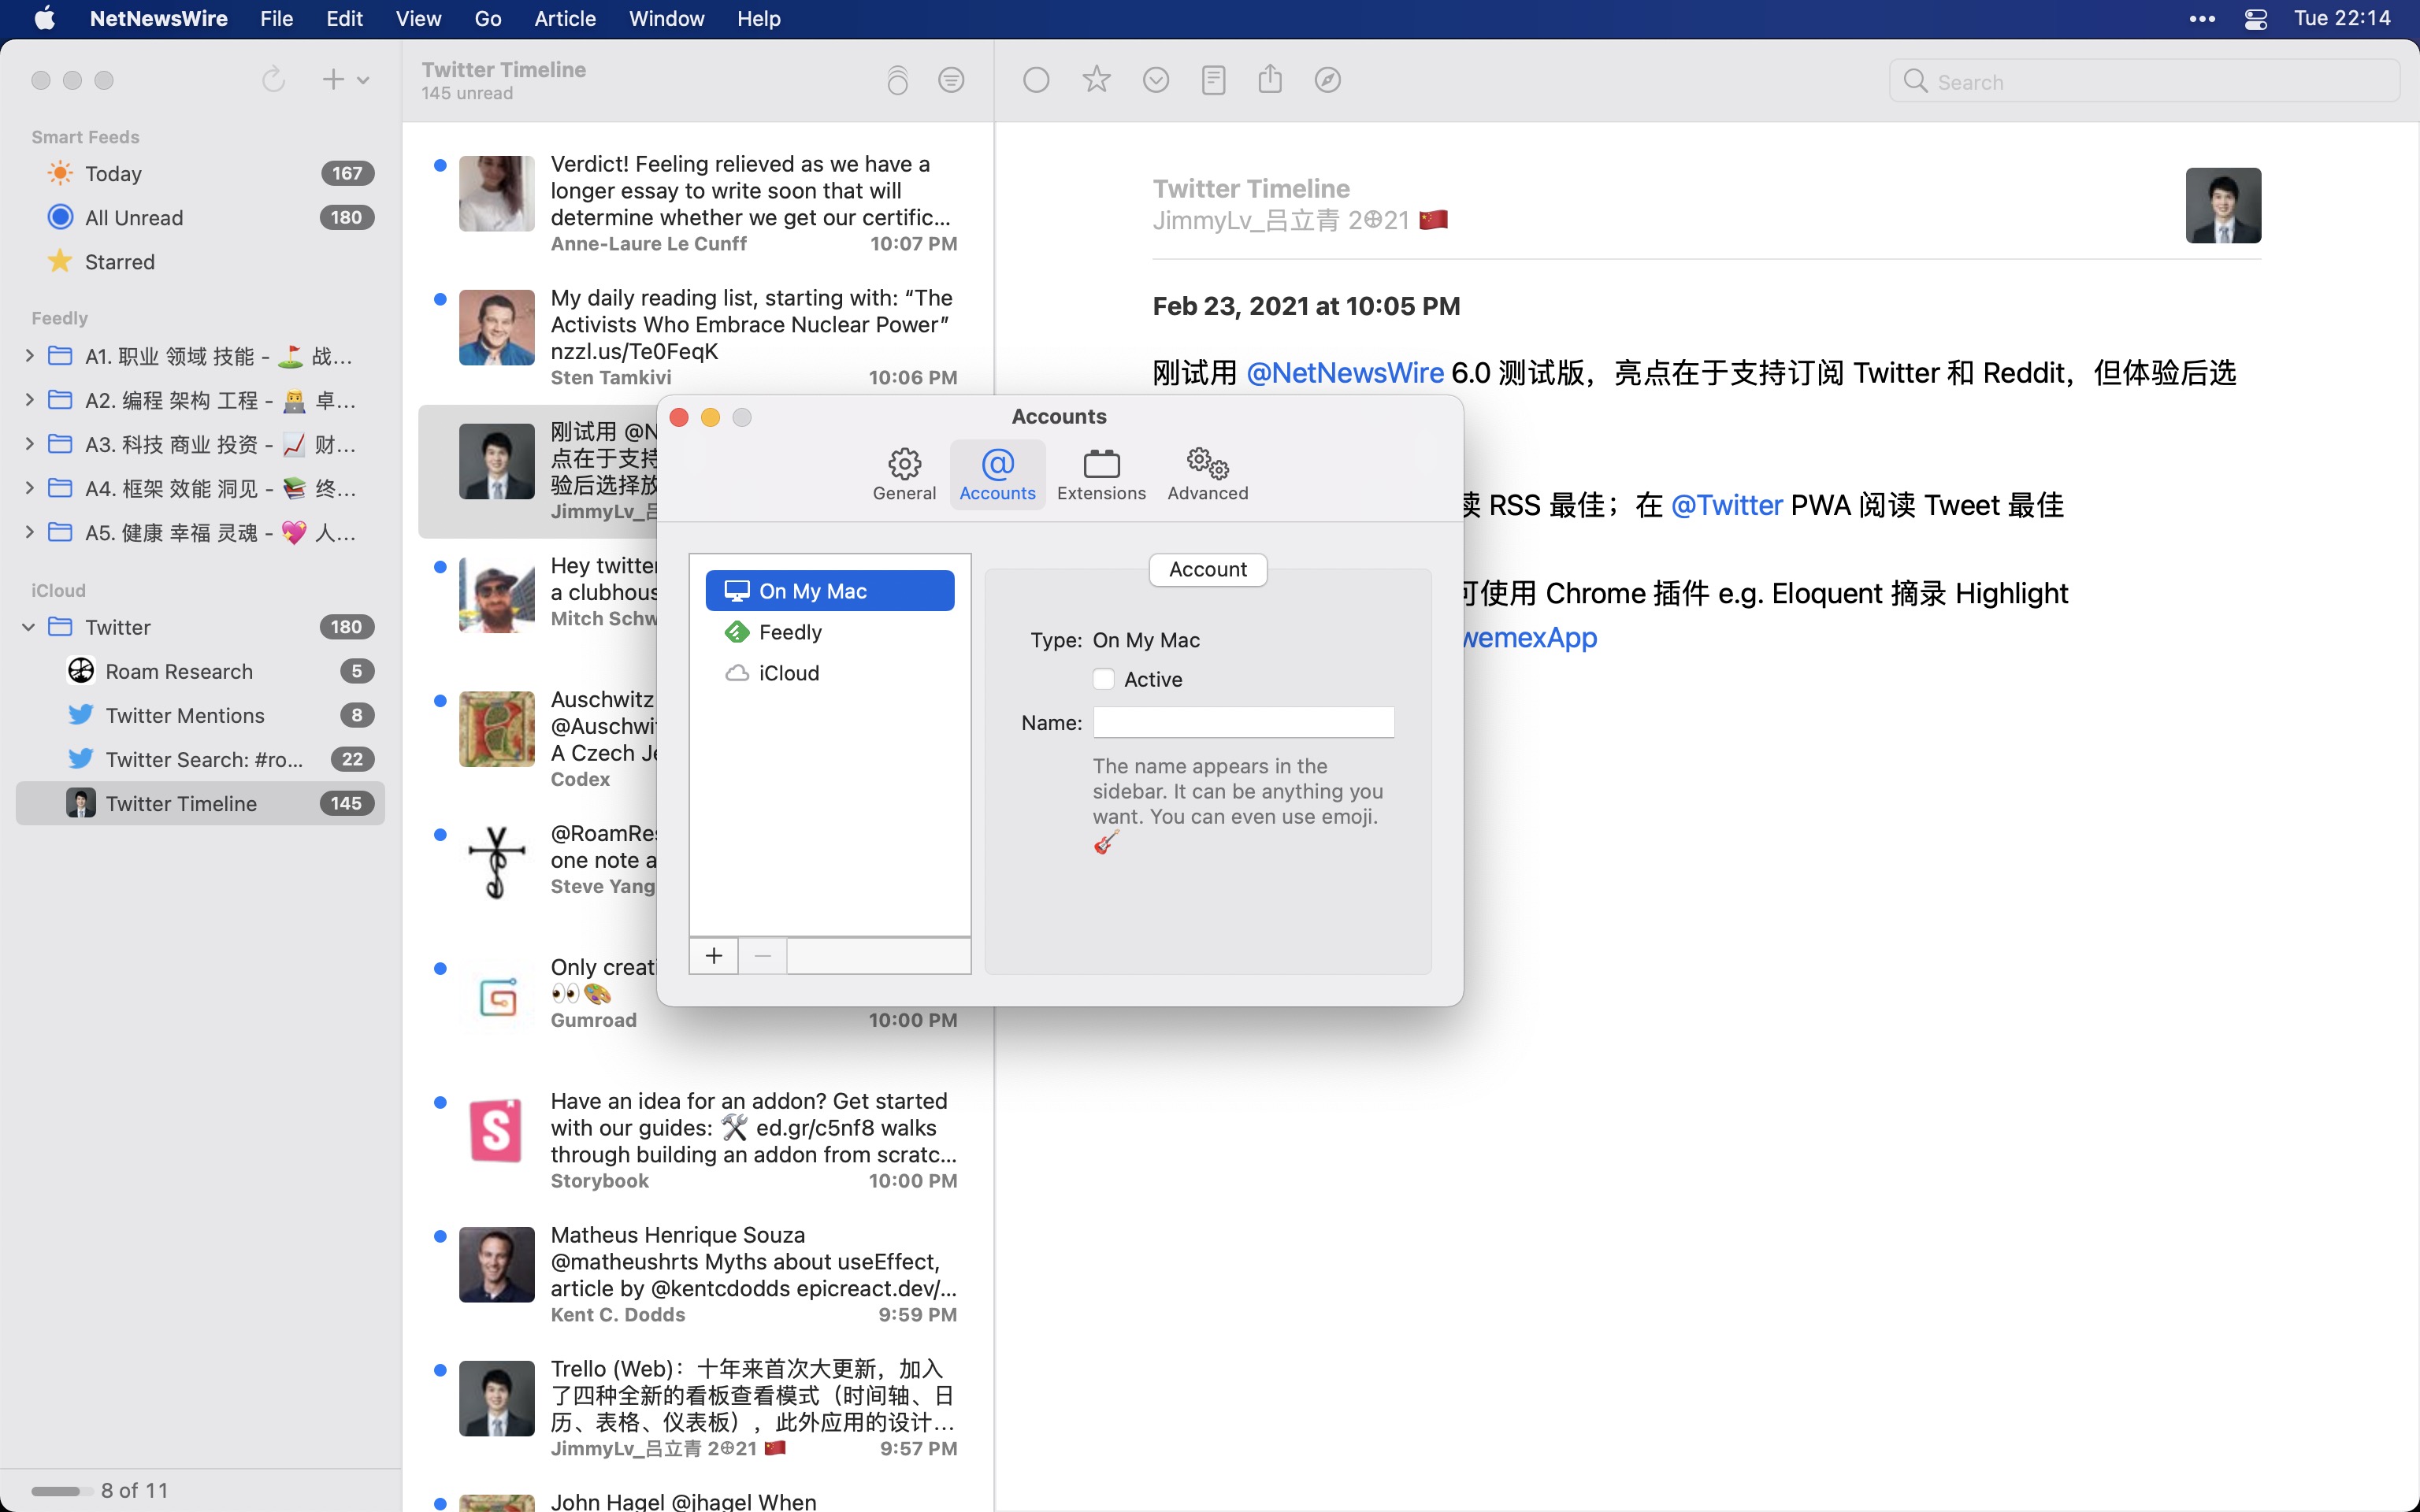 NetNewsWire File Edit View Go Article Window Help
Tue 22:14
Smart Feeds
Today 167
All Unread 180
Starred
Feedly
A1. 职业 领域 技能 - ⛳ 战...
A2. 编程 架构 工程 - 👨‍💻 卓...
A3. 科技 商业 投资 - 📈 财...
A4. 框架 效能 洞见 - 📚 终...
A5. 健康 幸福 灵魂 - 💖 人...
iCloud
Twitter 180
Roam Research 5
Twitter Mentions 8
Twitter Search: #ro... 22
Twitter Timeline 145
8 of 11
Twitter Timeline
145 unread
Verdict! Feeling relieved as we have a
longer essay to write soon that will
determine whether we get our certific...
Anne-Laure Le Cunff 10:07 PM
My daily reading list, starting with: “The
Activists Who Embrace Nuclear Power”
nzzl.us/Te0FeqK
Sten Tamkivi 10:06 PM
刚试用 @N
点在于支持
验后选择放
JimmyLv_吕
Hey twitter
a clubhous
Mitch Schw
Auschwitz
@Auschwit
A Czech Je
Codex
@RoamRes
one note a
Steve Yang
Only creati
👀🎨
Gumroad 10:00 PM
Have an idea for an addon? Get started
with our guides: 🛠 ed.gr/c5nf8 walks
through building an addon from scratc...
Storybook 10:00 PM
Matheus Henrique Souza
@matheushrts Myths about useEffect,
article by @kentcdodds epicreact.dev/...
Kent C. Dodds 9:59 PM
Trello (Web)：十年来首次大更新，加入
了四种全新的看板查看模式（时间轴、日
历、表格、仪表板），此外应用的设计...
JimmyLv_吕立青 2🌐︎21 🇨🇳 9:57 PM
John Hagel @jhagel When
Search
Twitter Timeline
JimmyLv_吕立青 2🌐︎21 🇨🇳
Feb 23, 2021 at 10:05 PM
刚试用 @NetNewsWire 6.0 测试版，亮点在于支持订阅 Twitter 和 Reddit，但体验后选
读 RSS 最佳；在 @Twitter PWA 阅读 Tweet 最佳
可使用 Chrome 插件 e.g. Eloquent 摘录 Highlight
wemexApp
Accounts
General Accounts Extensions Advanced
On My Mac
Feedly
iCloud
Account
Type: On My Mac
Active
Name:
The name appears in the
sidebar. It can be anything you
want. You can even use emoji.
🎸